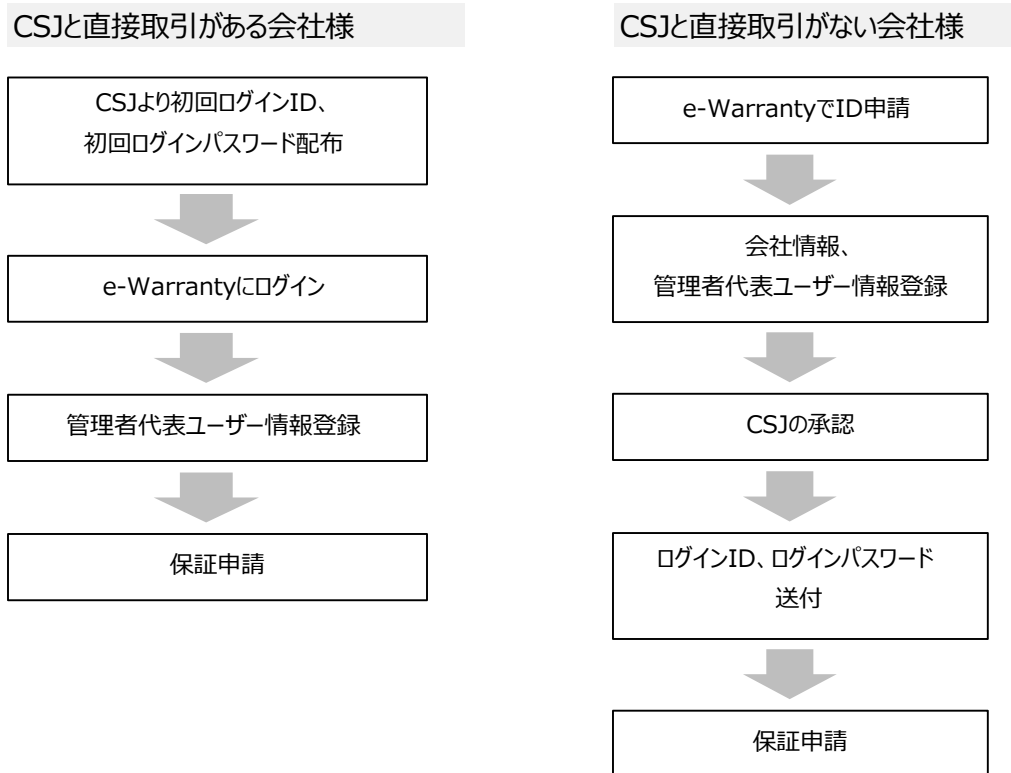 CSJと直接取引がある会社様
CSJより初回ログインID、
初回ログインパスワード配布
e-Warrantyにログイン
管理者代表ユーザー情報登録
保証申請
CSJと直接取引がない会社様
e-WarrantyでID申請
会社情報、
管理者代表ユーザー情報登録
CSJの承認
ログインID、ログインパスワード
送付
保証申請